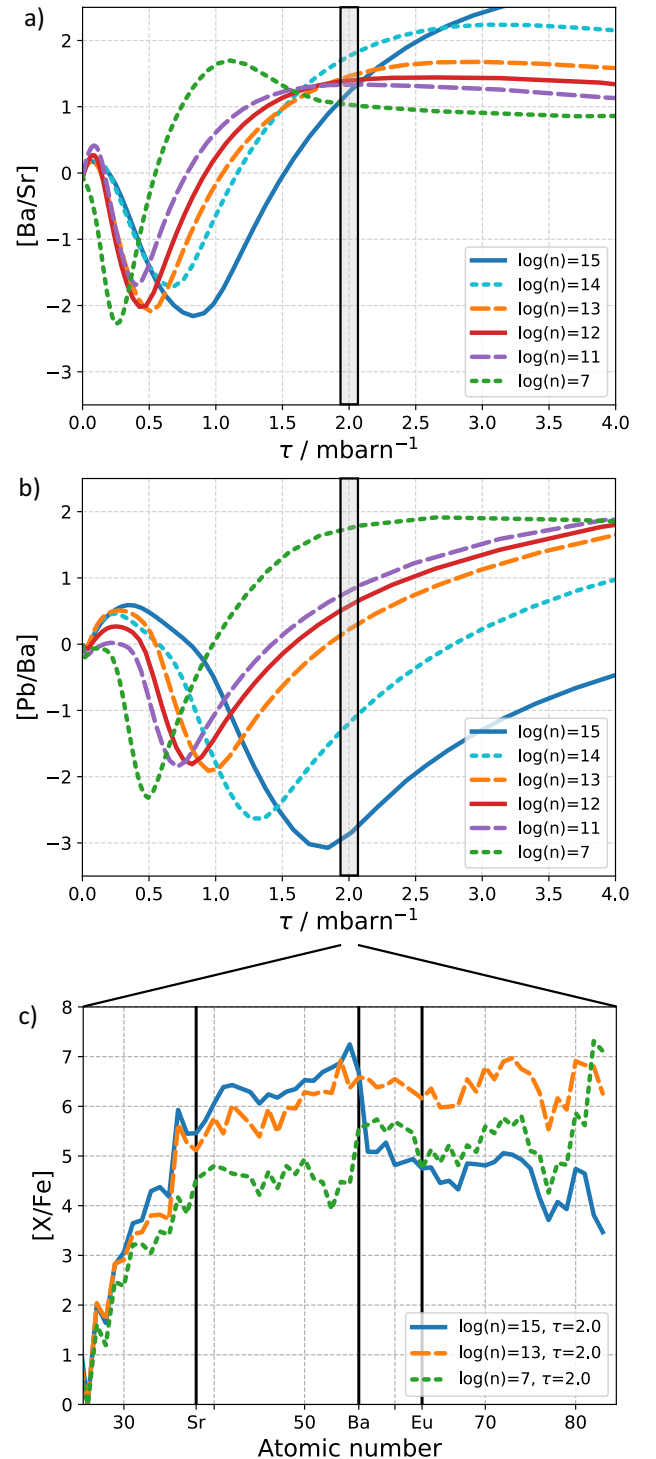 a)
2
1
0
−1
−2
−3
[Ba/Sr]
log(n)=15
log(n)=14
log(n)=13
log(n)=12
log(n)=11
log(n)=7
0.0 0.5 1.0 1.5 2.0 2.5 3.0 3.5 4.0
τ / mbarn⁻¹
b)
2
1
0
−1
−2
−3
[Pb/Ba]
log(n)=15
log(n)=14
log(n)=13
log(n)=12
log(n)=11
log(n)=7
0.0 0.5 1.0 1.5 2.0 2.5 3.0 3.5 4.0
τ / mbarn⁻¹
c)
8
7
6
5
4
3
2
1
0
[X/Fe]
log(n)=15, τ=2.0
log(n)=13, τ=2.0
log(n)=7, τ=2.0
30 Sr 50 Ba Eu 70 80
Atomic number